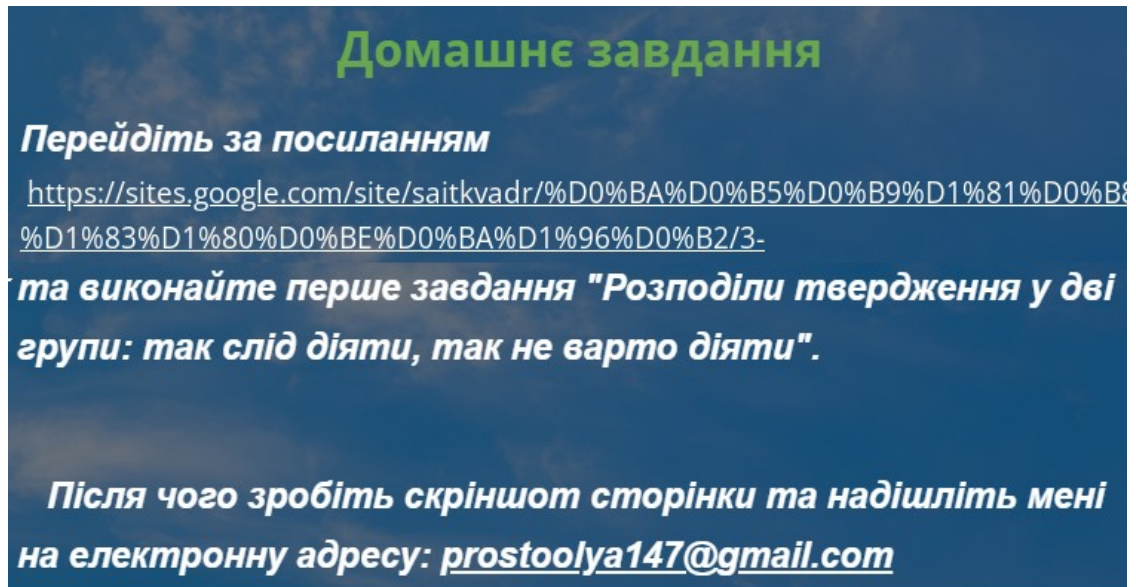 Домашнє завдання
Перейдіть за посиланням
https://sites.google.com/site/saitkvadr/%D0%BA%D0%B5%D0%B9%D1%81%D0%B8
%D1%83%D1%80%D0%BE%D0%BA%D1%96%D0%B2/3-
та виконайте перше завдання "Розподіли твердження у дві
групи: так слід діяти, так не варто діяти".
Після чого зробіть скріншот сторінки та надішліть мені
на електронну адресу: prostoolya147@gmail.com